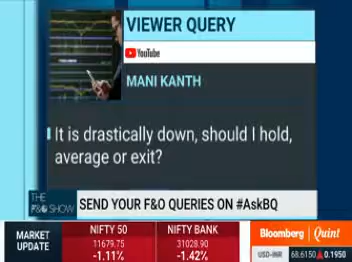 VIEWER QUERY
YouTube
MANI KANTH
It is drastically down, should I hold,
average or exit?
THE
F&O SHOW
SEND YOUR F&O QUERIES ON #AskBQ
MARKET
UPDATE
NIFTY 50
11679.75
-1.11%
NIFTY BANK
31028.90
-1.42%
Bloomberg | Quint
USD-INR 68.6150 ▲ 0.1950